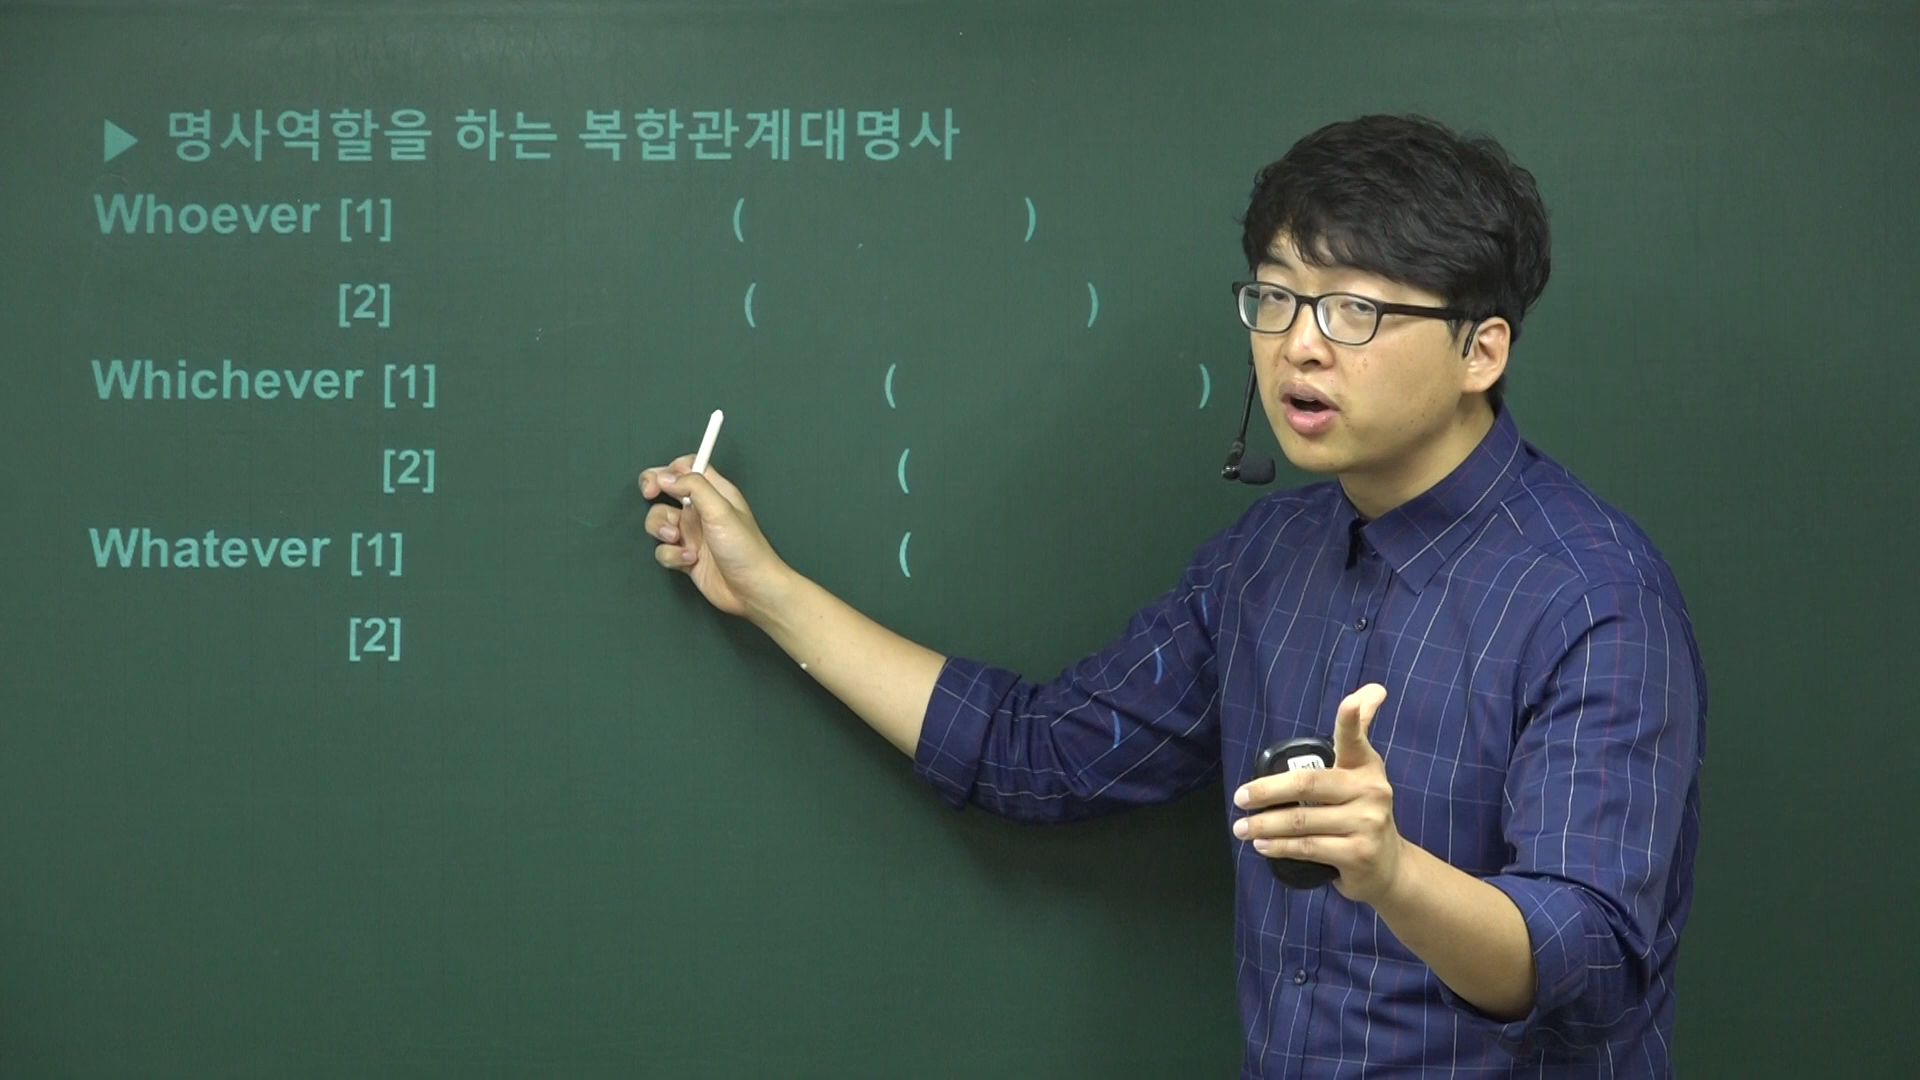 ▶ 명사역할을 하는 복합관계대명사
Whoever [1] ( )
[2] ( )
Whichever [1] ( )
[2] (
Whatever [1] (
[2]